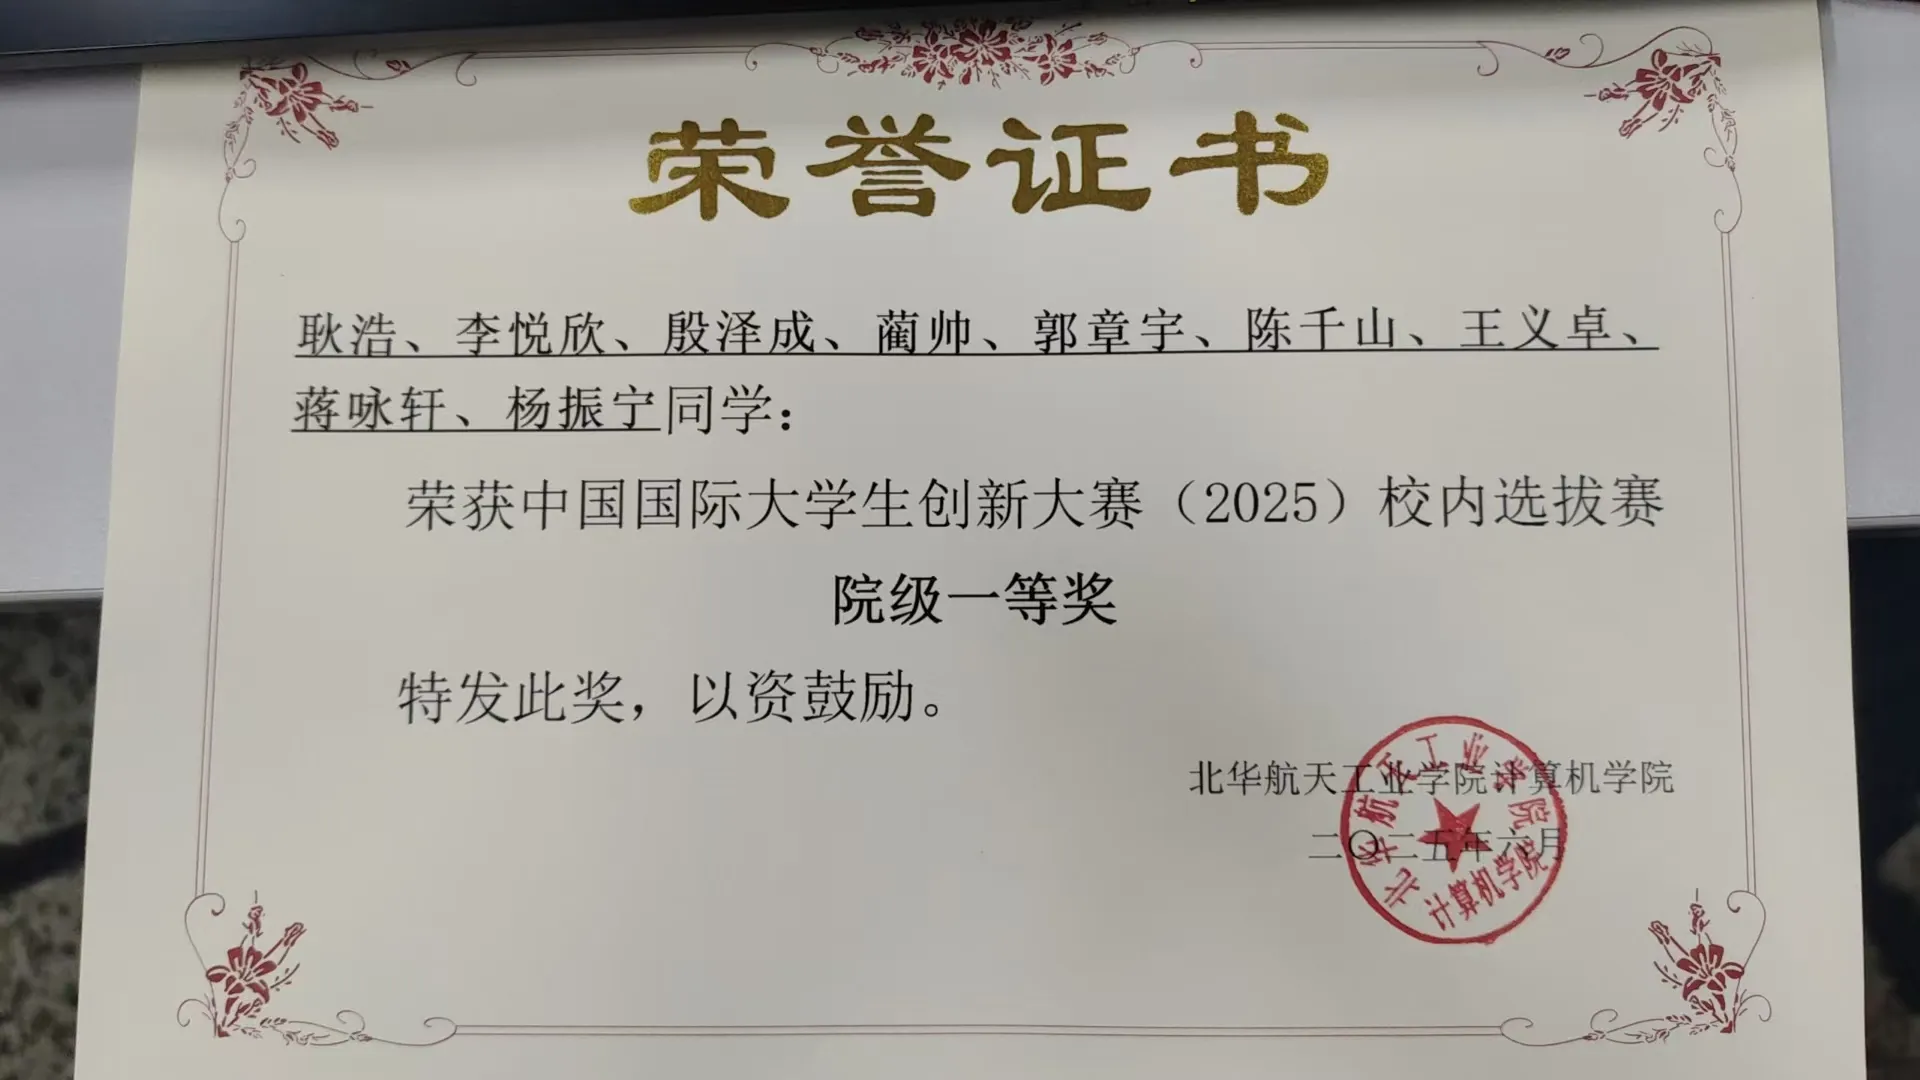 荣誉证书
耿浩、李悦欣、殷泽成、蔺帅、郭章宇、陈千山、王义卓、
蒋咏轩、杨振宁同学：
荣获中国国际大学生创新大赛（2025）校内选拔赛
院级一等奖
特发此奖，以资鼓励。
北华航天工业学院计算机学院
二〇二五年六月
北华航天工业学院
计算机学院